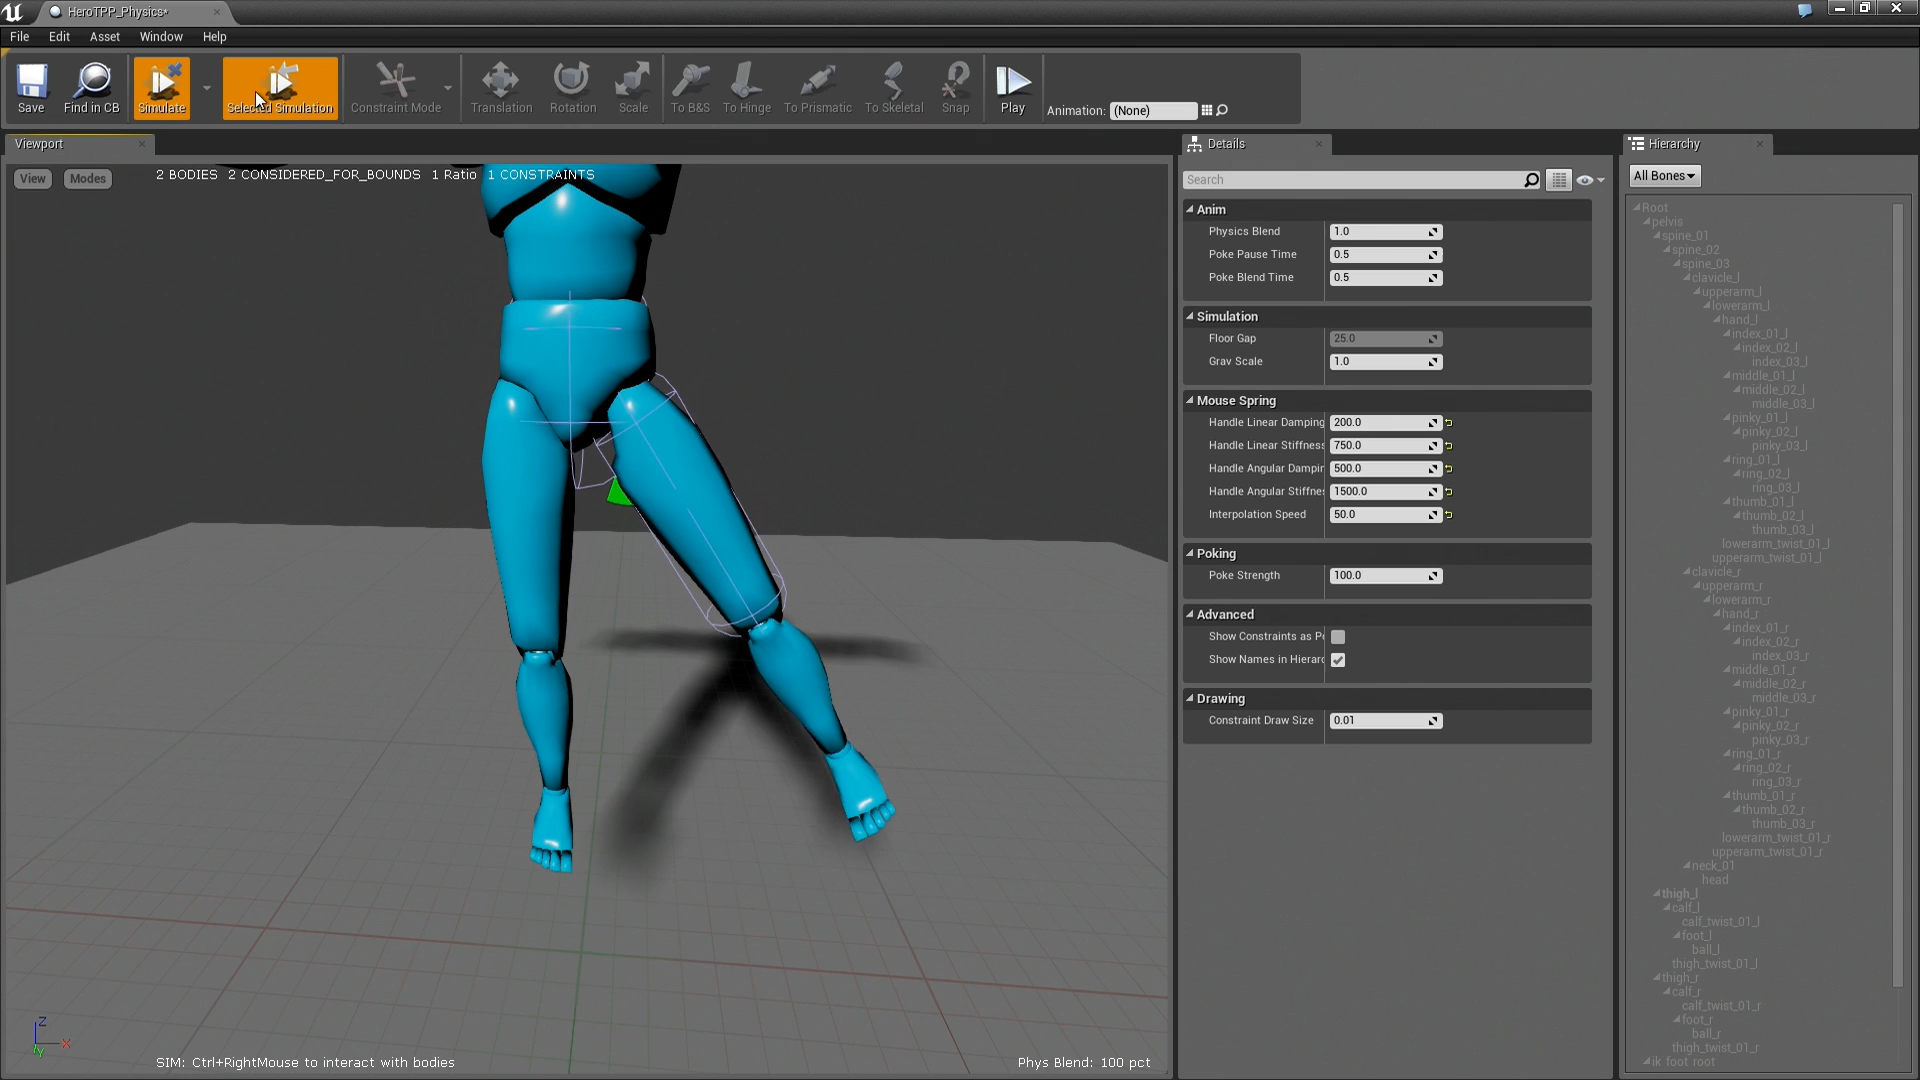 HeroTPP_Physics*
File Edit Asset Window Help
Save Find in CB Simulate Selected Simulation Constraint Mode Translation Rotation Scale To B&S To Hinge To Prismatic To Skeletal Snap Play Animation: (None)
Viewport
View Modes 2 BODIES 2 CONSIDERED_FOR_BOUNDS 1 Ratio 1 CONSTRAINTS
SIM: Ctrl+RightMouse to interact with bodies
Phys Blend: 100 pct
Z
X
Y
Details
Search
Anim
Physics Blend 1.0
Poke Pause Time 0.5
Poke Blend Time 0.5
Simulation
Floor Gap 25.0
Grav Scale 1.0
Mouse Spring
Handle Linear Damping 200.0
Handle Linear Stiffness 750.0
Handle Angular Dampin 500.0
Handle Angular Stiffne 1500.0
Interpolation Speed 50.0
Poking
Poke Strength 100.0
Advanced
Show Constraints as P
Show Names in Hierarc
Drawing
Constraint Draw Size 0.01
Hierarchy
All Bones
Root
pelvis
spine_01
spine_02
spine_03
clavicle_l
upperarm_l
lowerarm_l
hand_l
index_01_l
index_02_l
index_03_l
middle_01_l
middle_02_l
middle_03_l
pinky_01_l
pinky_02_l
pinky_03_l
ring_01_l
ring_02_l
ring_03_l
thumb_01_l
thumb_02_l
thumb_03_l
lowerarm_twist_01_l
upperarm_twist_01_l
clavicle_r
upperarm_r
lowerarm_r
hand_r
index_01_r
index_02_r
index_03_r
middle_01_r
middle_02_r
middle_03_r
pinky_01_r
pinky_02_r
pinky_03_r
ring_01_r
ring_02_r
ring_03_r
thumb_01_r
thumb_02_r
thumb_03_r
lowerarm_twist_01_r
upperarm_twist_01_r
neck_01
head
thigh_l
calf_l
calf_twist_01_l
foot_l
ball_l
thigh_twist_01_l
thigh_r
calf_r
calf_twist_01_r
foot_r
ball_r
thigh_twist_01_r
ik_foot_root